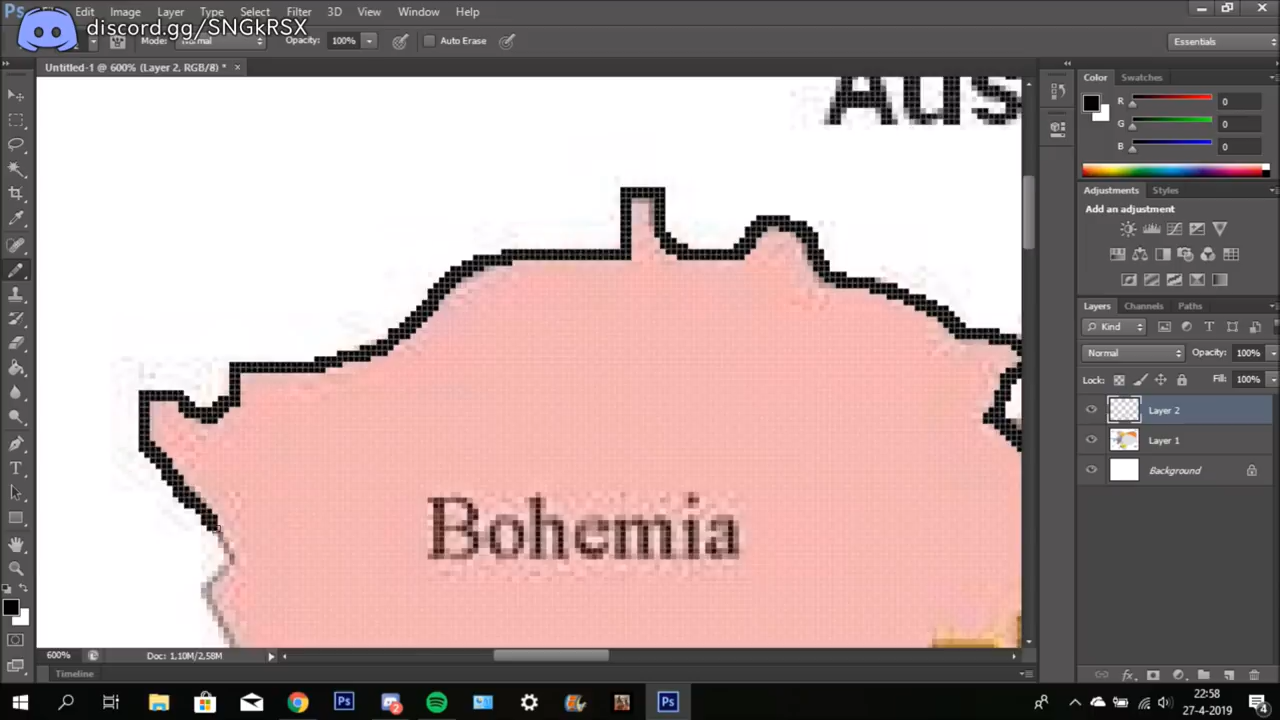 Ps Edit Image Layer Type Select Filter 3D View Window Help
discord.gg/SNGkRSX
Mode: Normal Opacity: 100% Auto Erase Essentials
Untitled-1 @ 600% (Layer 2, RGB/8) * ×
Color Swatches
R 0
G 0
B 0
Adjustments Styles
Add an adjustment
Layers Channels Paths
Kind
Normal Opacity: 100%
Lock: Fill: 100%
Layer 2
Layer 1
Background
Aus
Bohemia
600% Doc: 1,10M/2,58M
Timeline
22:58
27-4-2019